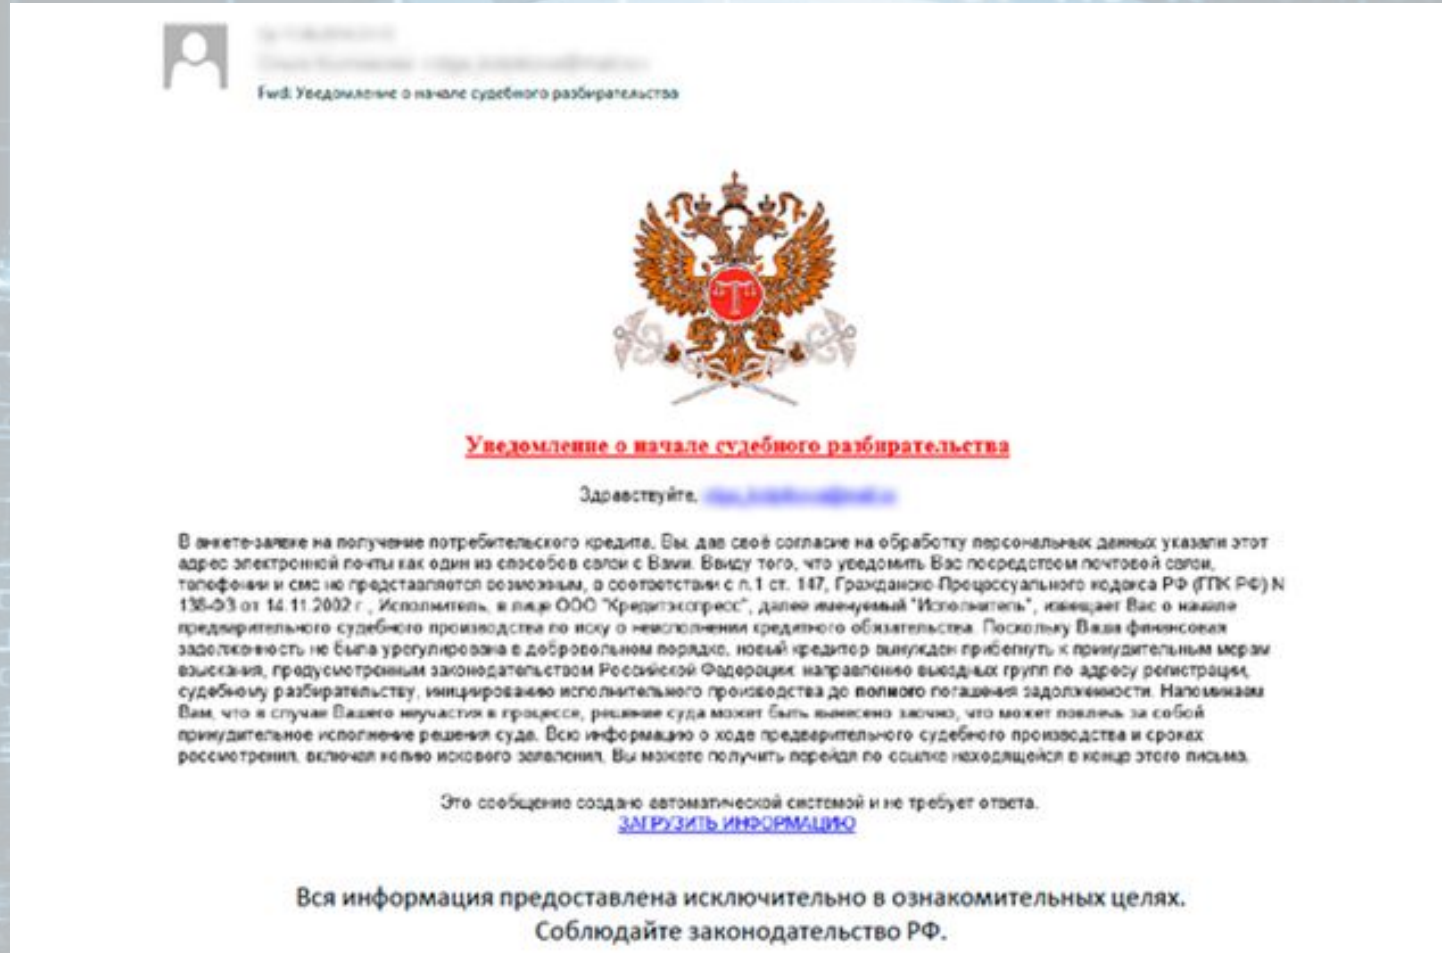 Fwd: Уведомление о начале судебного разбирательства
Уведомление о начале судебного разбирательства
Здравствуйте,
В анкете-заявке на получение потребительского кредита, Вы, дав своё согласие на обработку персональных данных указали этот
адрес электронной почты как один из способов связи с Вами. Ввиду того, что уведомить Вас посредством почтовой связи,
телефонии и смс не представляется возможным, в соответствии с п.1 ст. 147, Гражданско-Процессуального кодекса РФ (ГПК РФ) N
138-ФЗ от 14.11.2002 г., Исполнитель, в лице ООО "Кредитэкспресс", далее именуемый "Исполнитель", извещает Вас о начале
предварительного судебного производства по иску о неисполнении кредитного обязательства. Поскольку Ваша финансовая
задолженность не была урегулирована в добровольном порядке, новый кредитор вынужден прибегнуть к принудительным мерам
взыскания, предусмотренным законодательством Российской Федерации: направлению выездных групп по адресу регистрации,
судебному разбирательству, инициированию исполнительного производства до полного погашения задолженности. Напоминаем
Вам, что в случае Вашего неучастия в процессе, решение суда может быть вынесено заочно, что может повлечь за собой
принудительное исполнение решения суда. Всю информацию о ходе предварительного судебного производства и сроках
рассмотрения, включая копию искового заявления, Вы можете получить перейдя по ссылке находящейся в конце этого письма.
Это сообщение создано автоматической системой и не требует ответа.
ЗАГРУЗИТЬ ИНФОРМАЦИЮ
Вся информация предоставлена исключительно в ознакомительных целях.
Соблюдайте законодательство РФ.